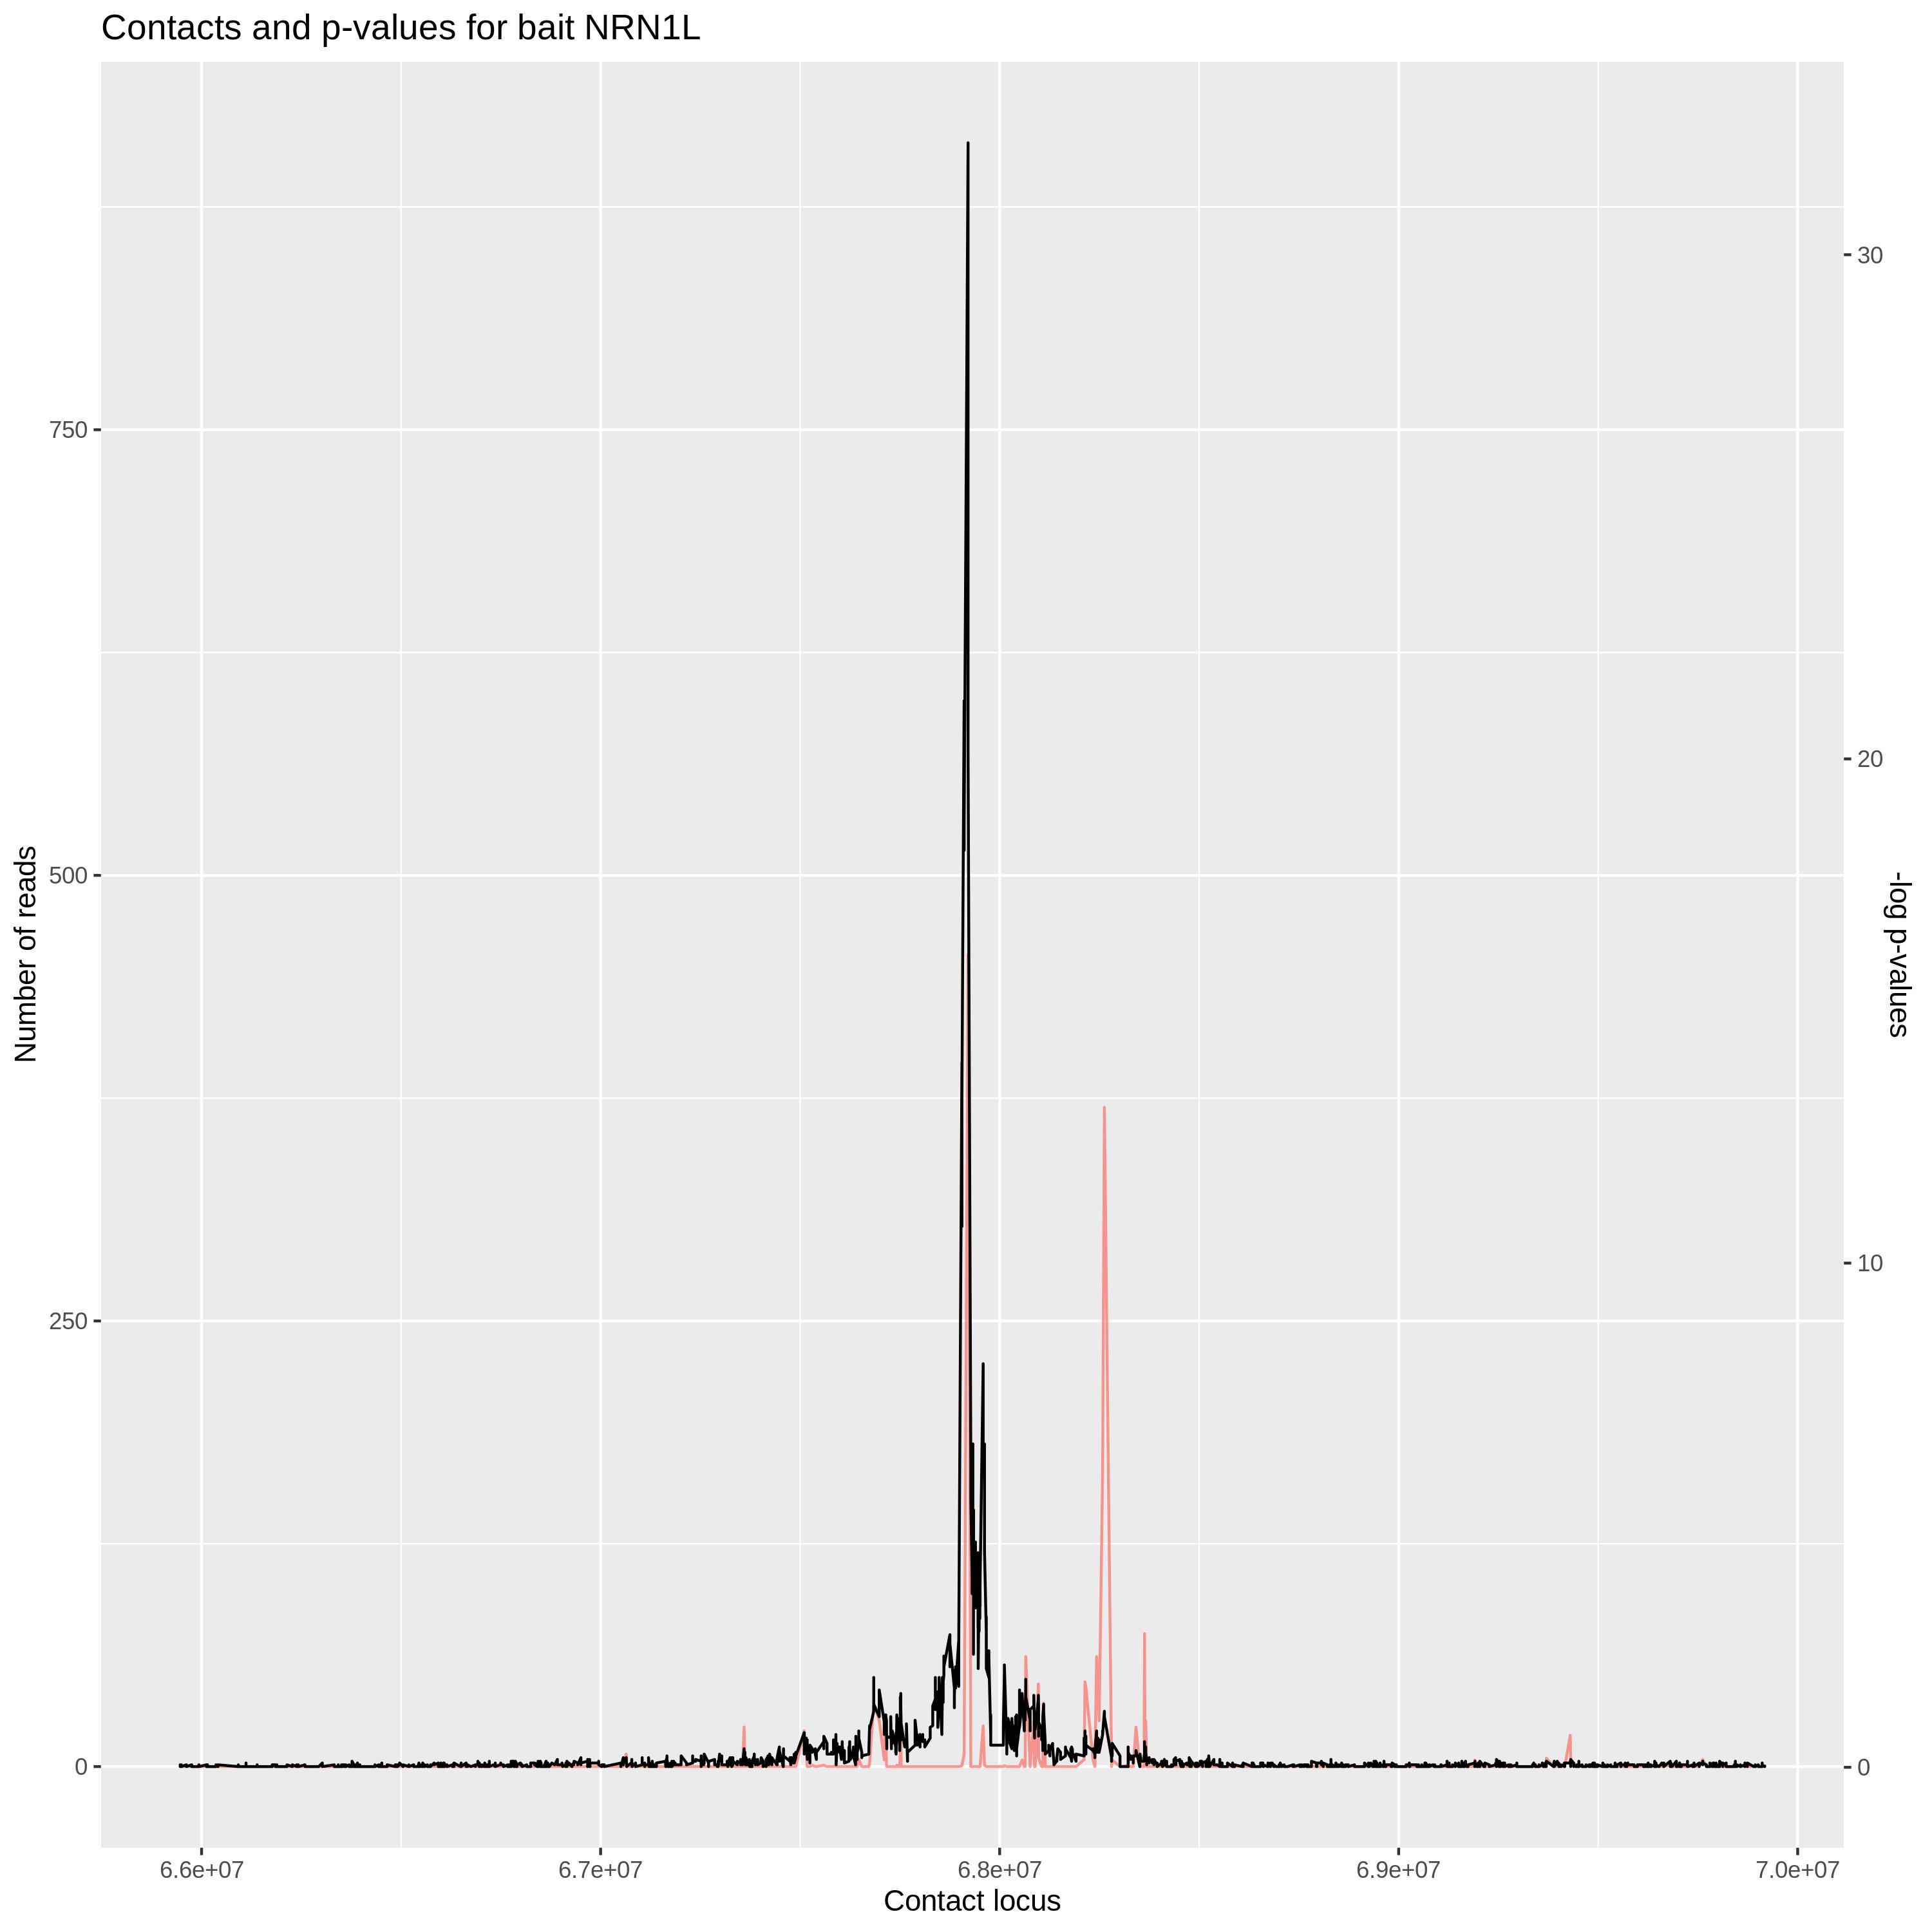 Contacts and p-values for bait NRN1L
Number of reads
750
500
250
0
30
20
10
0
-log p-values
6.6e+07
6.7e+07
6.8e+07
6.9e+07
7.0e+07
Contact locus